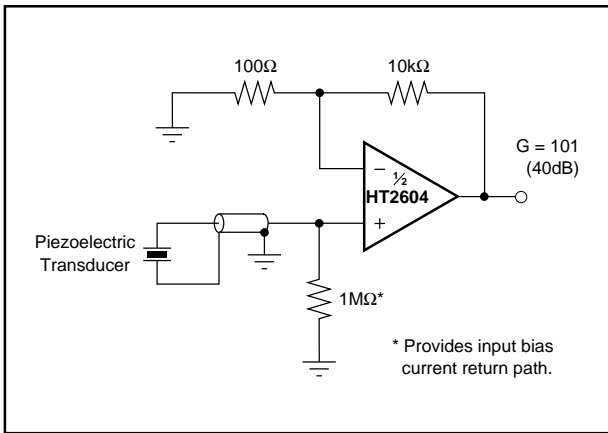 100Ω
10kΩ
G = 101
(40dB)
–
½
HT2604
+
Piezoelectric
Transducer
1MΩ*
* Provides input bias
current return path.